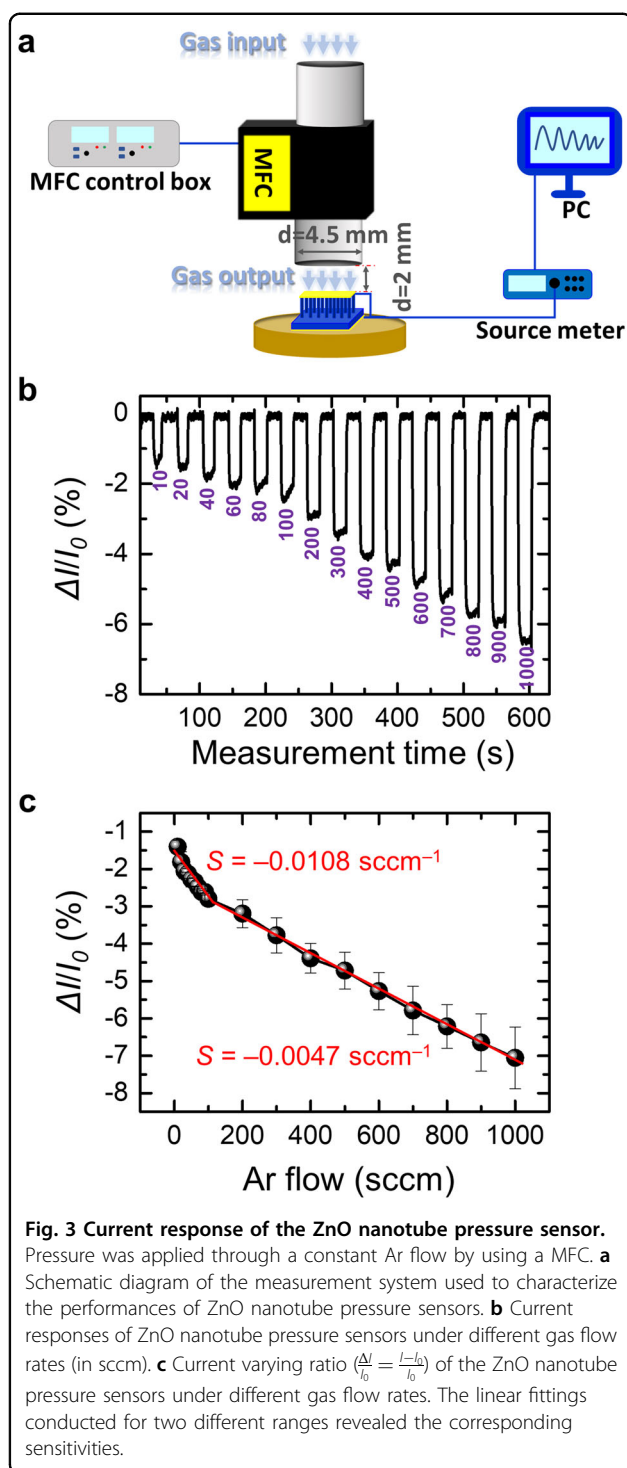 a
Gas input
MFC
MFC control box
PC
d=4.5 mm
d=2 mm
Gas output
Source meter
b
ΔI/I0 (%)
0
-2
-4
-6
-8
10
20
40
60
80
100
200
300
400
500
600
700
800
900
4000
100 200 300 400 500 600
Measurement time (s)
c
ΔI/I0 (%)
-1
-2
-3
-4
-5
-6
-7
-8
S = –0.0108 sccm⁻¹
S = –0.0047 sccm⁻¹
0 200 400 600 800 1000
Ar flow (sccm)
Fig. 3 Current response of the ZnO nanotube pressure sensor.
Pressure was applied through a constant Ar flow by using a MFC. a
Schematic diagram of the measurement system used to characterize
the performances of ZnO nanotube pressure sensors. b Current
responses of ZnO nanotube pressure sensors under different gas flow
rates (in sccm). c Current varying ratio (ΔI/I0 = I−I0/I0) of the ZnO nanotube
pressure sensors under different gas flow rates. The linear fittings
conducted for two different ranges revealed the corresponding
sensitivities.